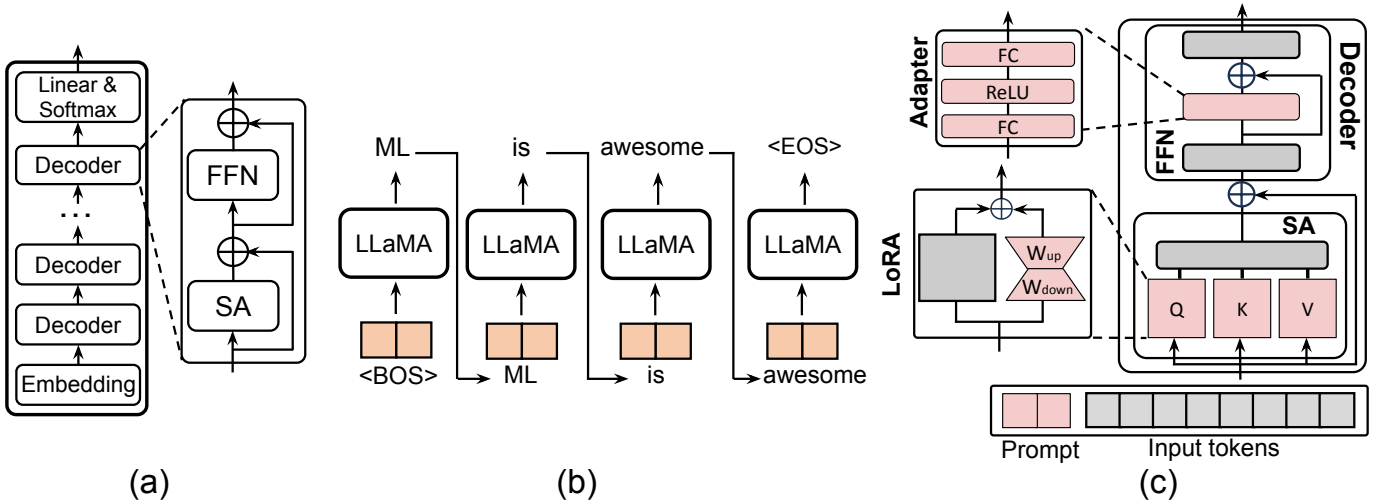 Linear &
Softmax
Decoder
...
Decoder
Decoder
Embedding
FFN
SA
(a)
ML
is
awesome
<EOS>
LLaMA
LLaMA
LLaMA
LLaMA
<BOS>
ML
is
awesome
(b)
Adapter
FC
ReLU
FC
LoRA
Wup
Wdown
Decoder
FFN
SA
Q
K
V
Prompt
Input tokens
(c)